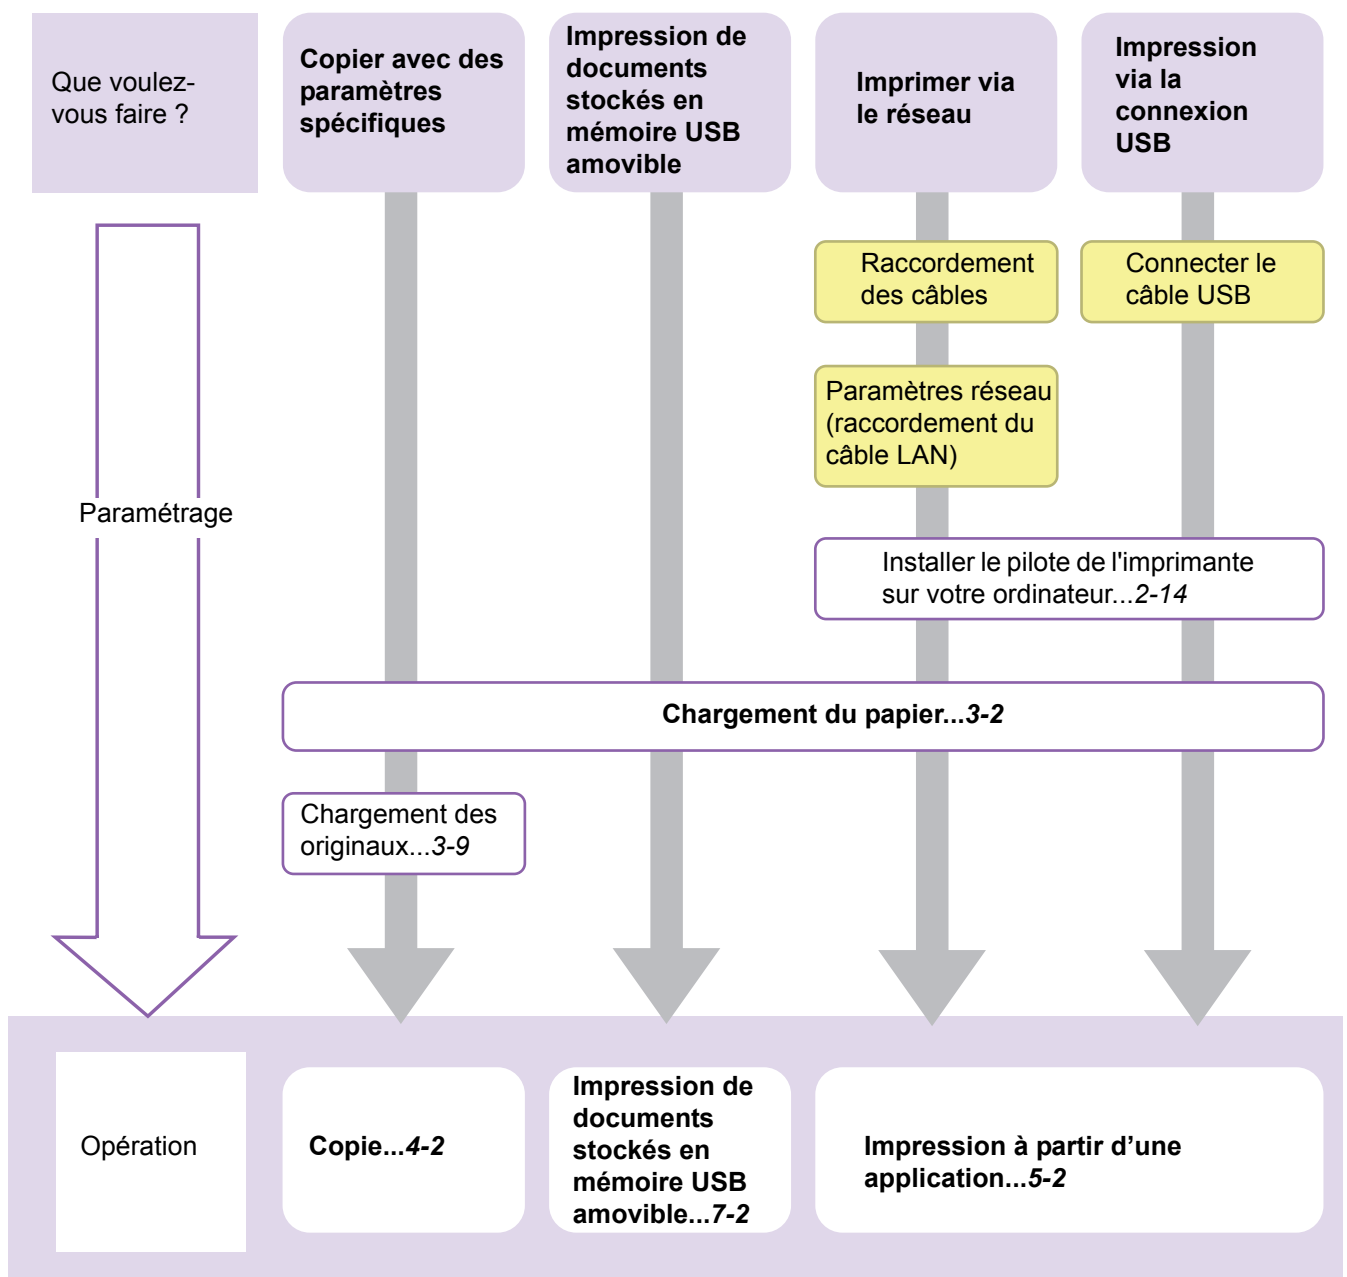 Que voulez-
vous faire ?
Copier avec des
paramètres
spécifiques
Impression de
documents
stockés en
mémoire USB
amovible
Imprimer via
le réseau
Impression
via la
connexion
USB
Raccordement
des câbles
Connecter le
câble USB
Paramètres réseau
(raccordement du
câble LAN)
Paramétrage
Installer le pilote de l'imprimante
sur votre ordinateur...2-14
Chargement du papier...3-2
Chargement des
originaux...3-9
Opération
Copie...4-2
Impression de
documents
stockés en
mémoire USB
amovible...7-2
Impression à partir d’une
application...5-2